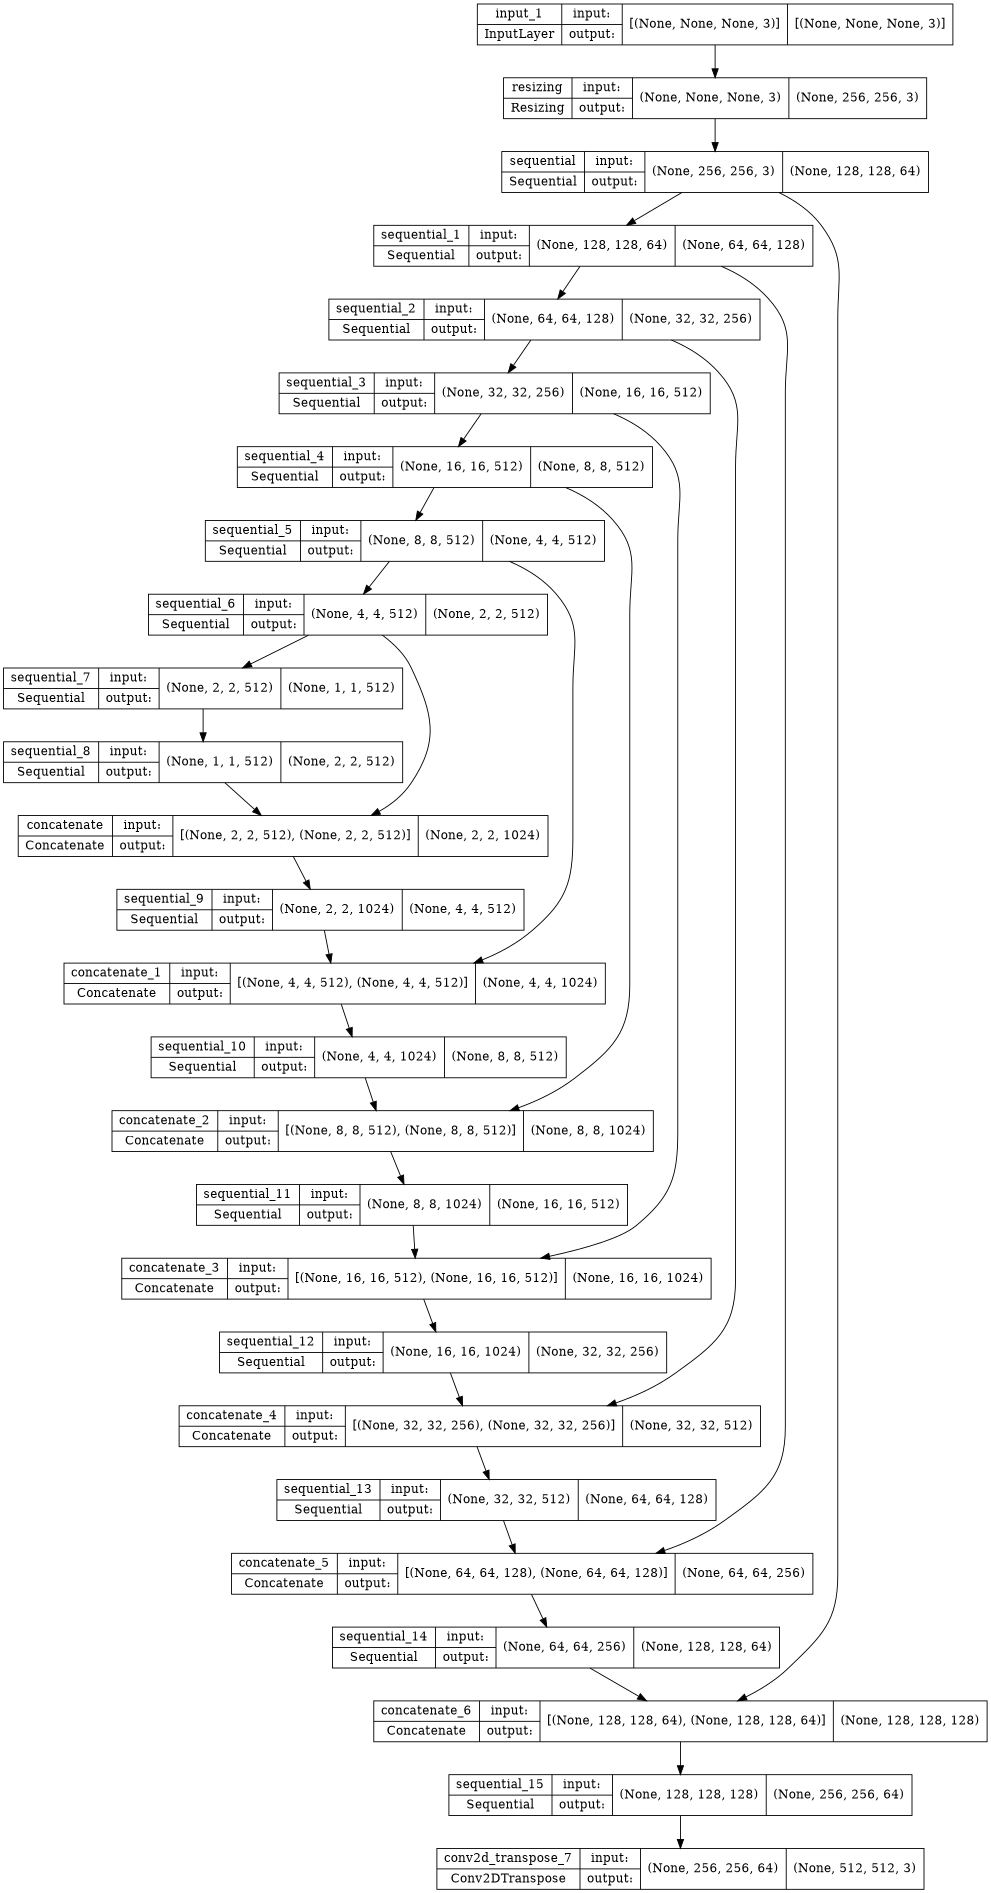 input_1 input: [(None, None, None, 3)] [(None, None, None, 3)]
InputLayer output:
resizing input: (None, None, None, 3) (None, 256, 256, 3)
Resizing output:
sequential input: (None, 256, 256, 3) (None, 128, 128, 64)
Sequential output:
sequential_1 input: (None, 128, 128, 64) (None, 64, 64, 128)
Sequential output:
sequential_2 input: (None, 64, 64, 128) (None, 32, 32, 256)
Sequential output:
sequential_3 input: (None, 32, 32, 256) (None, 16, 16, 512)
Sequential output:
sequential_4 input: (None, 16, 16, 512) (None, 8, 8, 512)
Sequential output:
sequential_5 input: (None, 8, 8, 512) (None, 4, 4, 512)
Sequential output:
sequential_6 input: (None, 4, 4, 512) (None, 2, 2, 512)
Sequential output:
sequential_7 input: (None, 2, 2, 512) (None, 1, 1, 512)
Sequential output:
sequential_8 input: (None, 1, 1, 512) (None, 2, 2, 512)
Sequential output:
concatenate input: [(None, 2, 2, 512), (None, 2, 2, 512)] (None, 2, 2, 1024)
Concatenate output:
sequential_9 input: (None, 2, 2, 1024) (None, 4, 4, 512)
Sequential output:
concatenate_1 input: [(None, 4, 4, 512), (None, 4, 4, 512)] (None, 4, 4, 1024)
Concatenate output:
sequential_10 input: (None, 4, 4, 1024) (None, 8, 8, 512)
Sequential output:
concatenate_2 input: [(None, 8, 8, 512), (None, 8, 8, 512)] (None, 8, 8, 1024)
Concatenate output:
sequential_11 input: (None, 8, 8, 1024) (None, 16, 16, 512)
Sequential output:
concatenate_3 input: [(None, 16, 16, 512), (None, 16, 16, 512)] (None, 16, 16, 1024)
Concatenate output:
sequential_12 input: (None, 16, 16, 1024) (None, 32, 32, 256)
Sequential output:
concatenate_4 input: [(None, 32, 32, 256), (None, 32, 32, 256)] (None, 32, 32, 512)
Concatenate output:
sequential_13 input: (None, 32, 32, 512) (None, 64, 64, 128)
Sequential output:
concatenate_5 input: [(None, 64, 64, 128), (None, 64, 64, 128)] (None, 64, 64, 256)
Concatenate output:
sequential_14 input: (None, 64, 64, 256) (None, 128, 128, 64)
Sequential output:
concatenate_6 input: [(None, 128, 128, 64), (None, 128, 128, 64)] (None, 128, 128, 128)
Concatenate output:
sequential_15 input: (None, 128, 128, 128) (None, 256, 256, 64)
Sequential output:
conv2d_transpose_7 input: (None, 256, 256, 64) (None, 512, 512, 3)
Conv2DTranspose output: